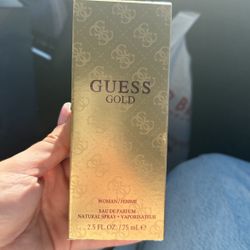 GUESS
GOLD
WOMAN / FEMME
EAU DE PARFUM
NATURAL SPRAY • VAPORISATEUR
2.5 FL. OZ. / 75 mL ℮